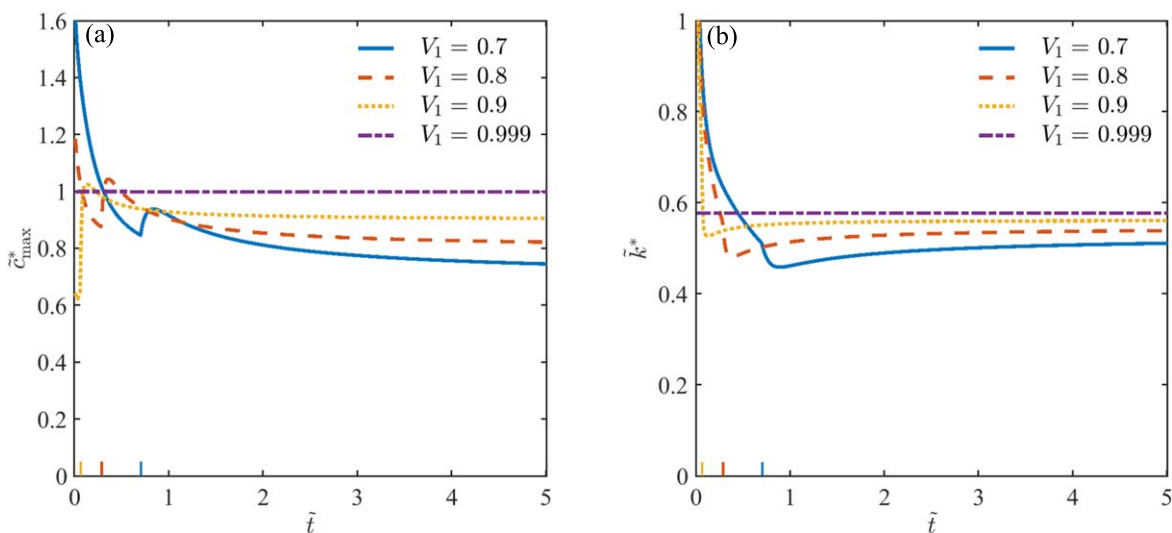 (a)
V₁ = 0.7
V₁ = 0.8
V₁ = 0.9
V₁ = 0.999
1.6
1.4
1.2
1
0.8
0.6
0.4
0.2
0
c̃*max
0 1 2 3 4 5
t̃
(b)
V₁ = 0.7
V₁ = 0.8
V₁ = 0.9
V₁ = 0.999
1
0.8
0.6
0.4
0.2
0
k̃*
0 1 2 3 4 5
t̃